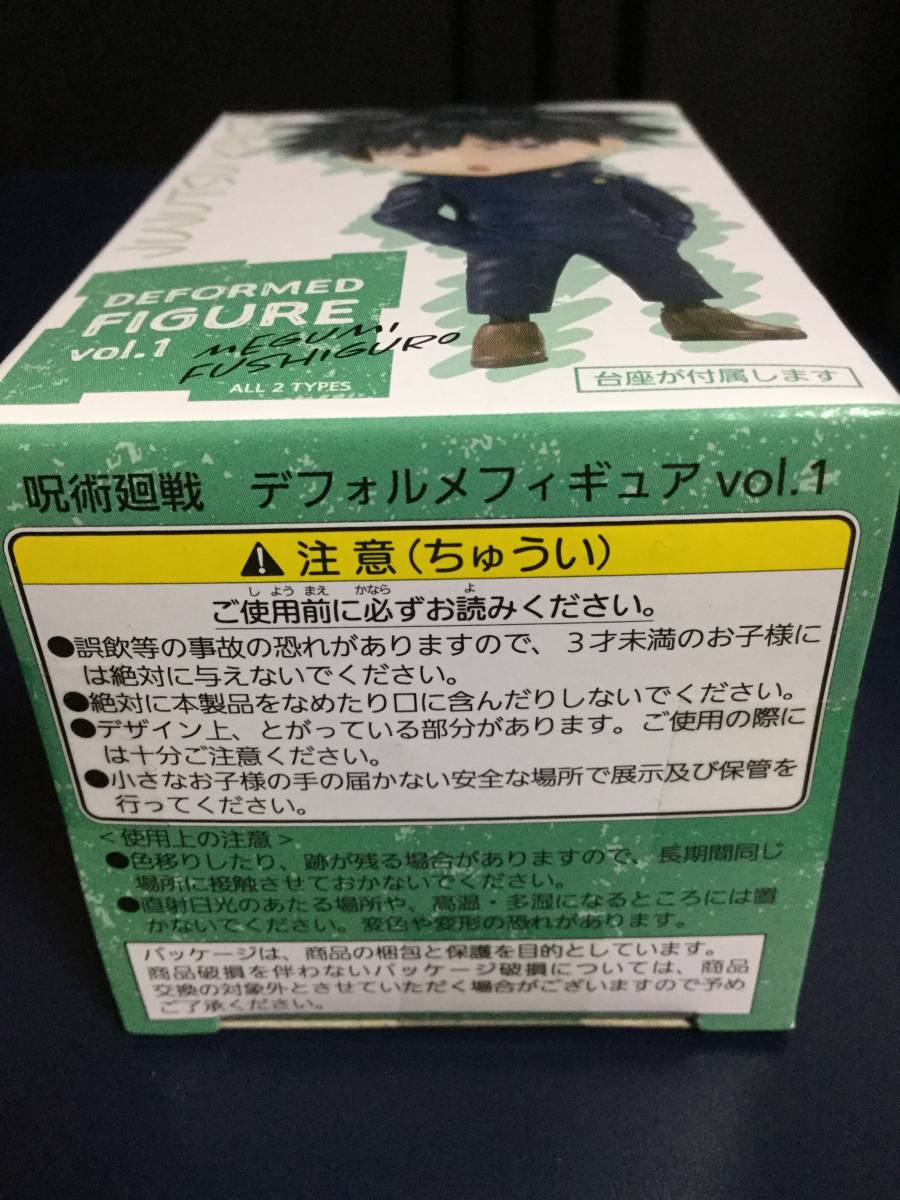 DEFORMED
FIGURE
vol.1
MEGUMI
FUSHIGURO
ALL 2 TYPES
台座が付属します
呪術廻戦 デフォルメフィギュア vol.1
注意(ちゅうい)
しようまえ かなら よ
ご使用前に必ずお読みください。
●誤飲等の事故の恐れがありますので、3才未満のお子様に
は絶対に与えないでください。
●絶対に本製品をなめたり口に含んだりしないでください。
●デザイン上、とがっている部分があります。ご使用の際に
は十分ご注意ください。
●小さなお子様の手の届かない安全な場所で展示及び保管を
行ってください。
<使用上の注意>
●色移りしたり、跡が残る場合がありますので、長期間同じ
場所に接触させておかないでください。
●直射日光のあたる場所や、高温・多湿になるところには置
かないでください。変色や変形の恐れがあります。
パッケージは、商品の梱包と保護を目的としています。
商品破損を伴わないパッケージ破損については、商品
交換の対象外とさせていただく場合がございますので予め
ご了承ください。